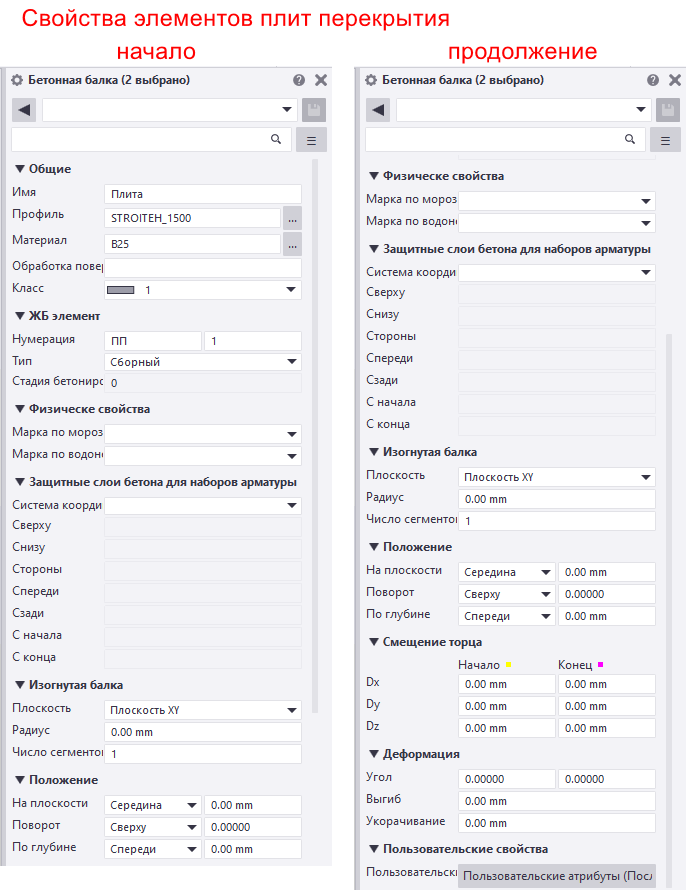 Свойства элементов плит перекрытия
начало
Бетонная балка (2 выбрано)
Общие
Имя Плита
Профиль STROITEH_1500 ...
Материал B25 ...
Обработка повер
Класс 1
ЖБ элемент
Нумерация ПП 1
Тип Сборный
Стадия бетониро 0
Физическе свойства
Марка по мороз
Марка по водоне
Защитные слои бетона для наборов арматуры
Система коорди
Сверху
Снизу
Стороны
Спереди
Сзади
С начала
С конца
Изогнутая балка
Плоскость Плоскость XY
Радиус 0.00 mm
Число сегментов 1
Положение
На плоскости Середина 0.00 mm
Поворот Сверху 0.00000
По глубине Спереди 0.00 mm
продолжение
Бетонная балка (2 выбрано)
Физическе свойства
Марка по мороз
Марка по водоне
Защитные слои бетона для наборов арматуры
Система коорди
Сверху
Снизу
Стороны
Спереди
Сзади
С начала
С конца
Изогнутая балка
Плоскость Плоскость XY
Радиус 0.00 mm
Число сегментов 1
Положение
На плоскости Середина 0.00 mm
Поворот Сверху 0.00000
По глубине Спереди 0.00 mm
Смещение торца
Начало Конец
Dx 0.00 mm 0.00 mm
Dy 0.00 mm 0.00 mm
Dz 0.00 mm 0.00 mm
Деформация
Угол 0.00000 0.00000
Выгиб 0.00 mm
Укорачивание 0.00 mm
Пользовательские свойства
Пользовательски Пользовательские атрибуты (Посл